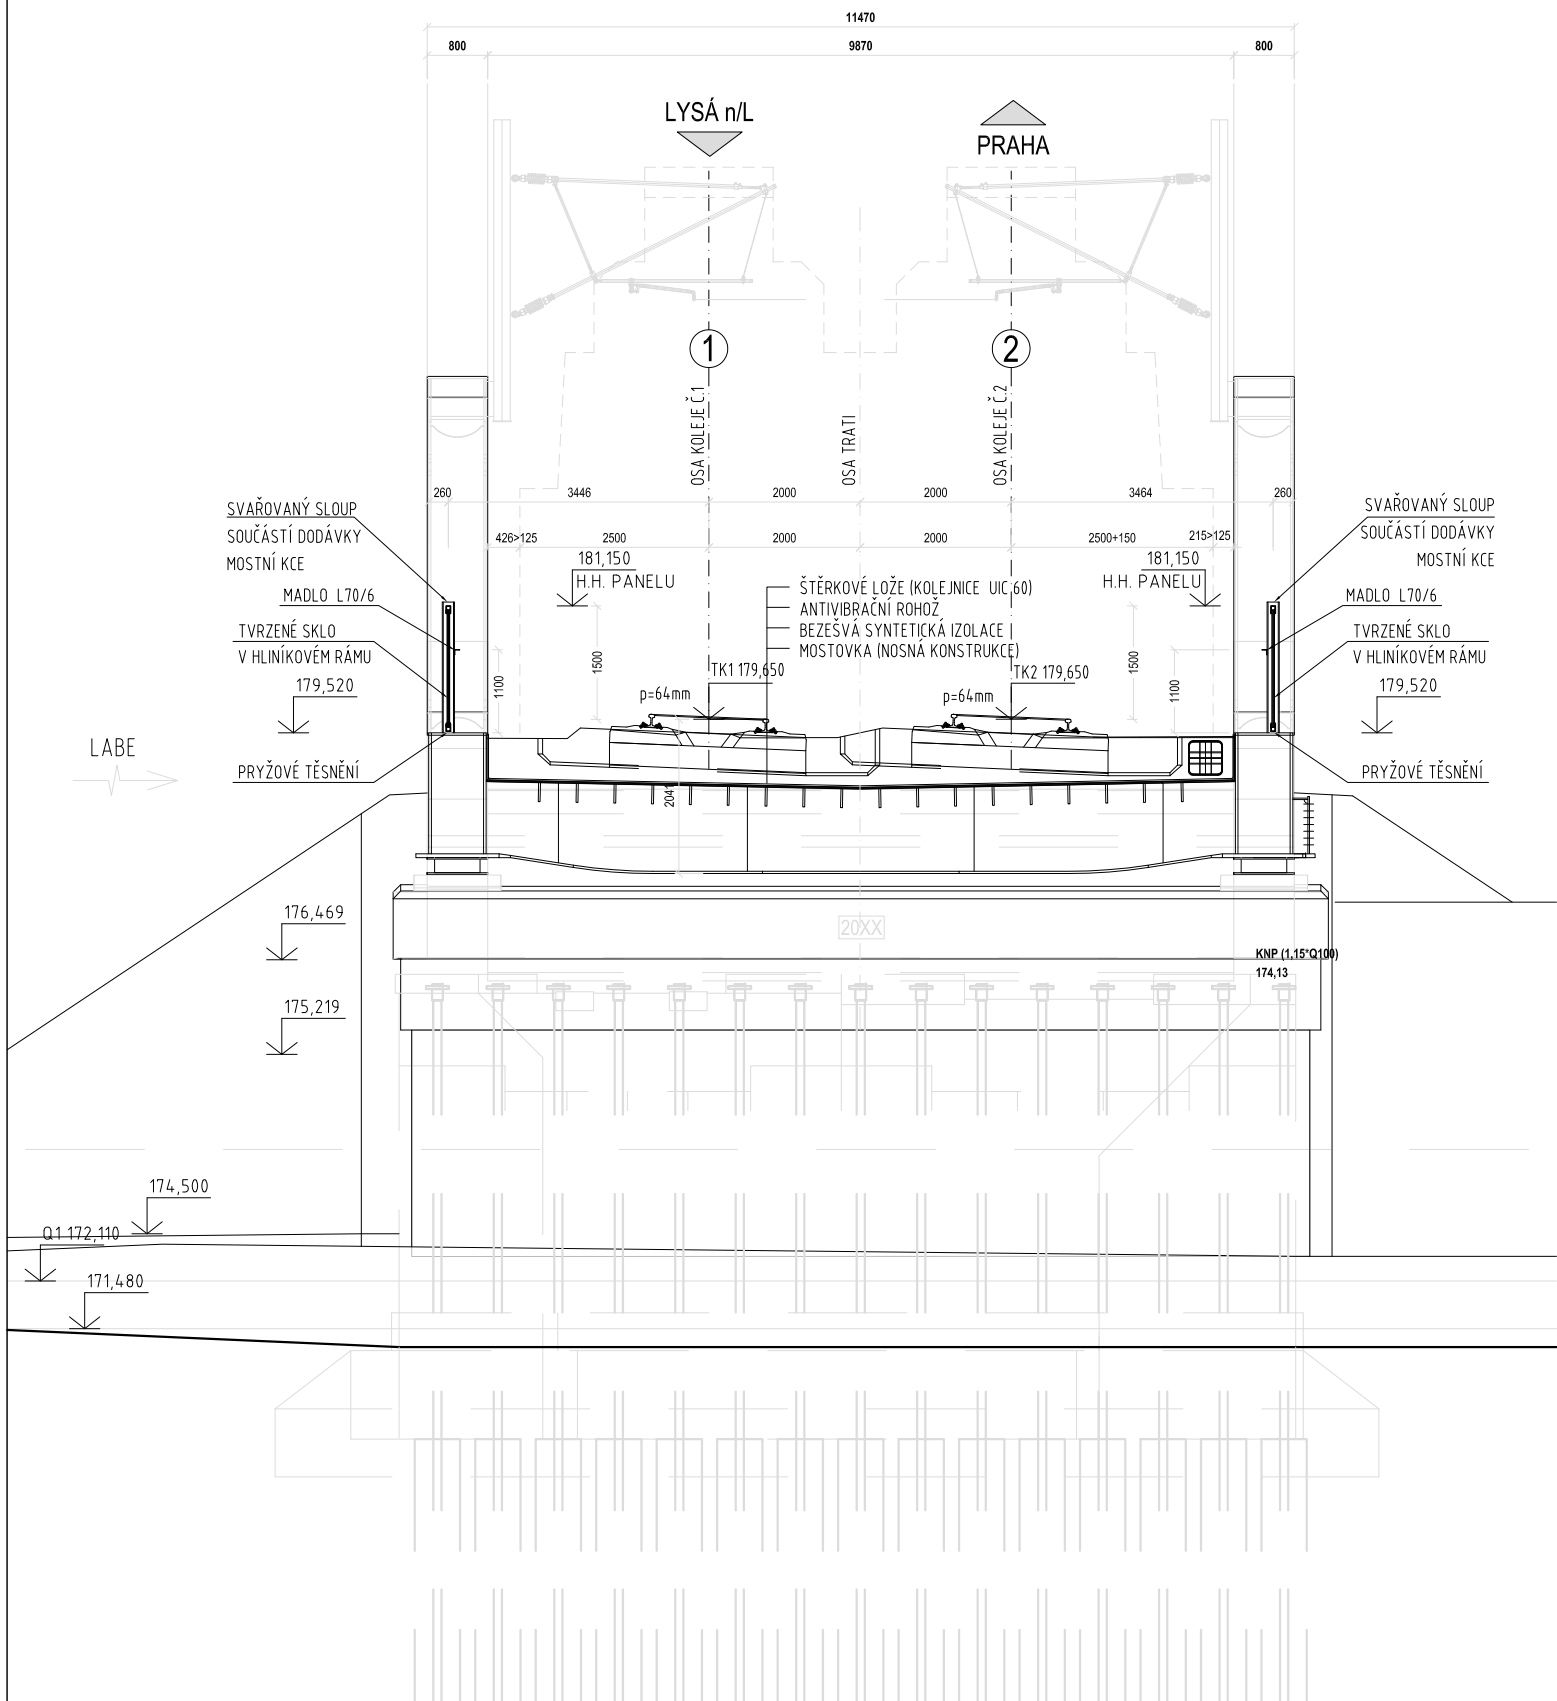 11470
800
9870
800
LYSÁ n/L
PRAHA
1
2
OSA KOLEJE Č.1
OSA TRATI
OSA KOLEJE Č.2
260
3446
2000
2000
3464
260
SVAŘOVANÝ SLOUP
SOUČÁSTÍ DODÁVKY
MOSTNÍ KCE
SVAŘOVANÝ SLOUP
SOUČÁSTÍ DODÁVKY
MOSTNÍ KCE
426>125
2500
2000
2000
2500+150
215>125
181,150
H.H. PANELU
181,150
H.H. PANELU
ŠTĚRKOVÉ LOŽE (KOLEJNICE UIC 60)
ANTIVIBRAČNÍ ROHOŽ
BEZEŠVÁ SYNTETICKÁ IZOLACE
MOSTOVKA (NOSNÁ KONSTRUKCE)
MADLO L70/6
MADLO L70/6
TVRZENÉ SKLO
V HLINÍKOVÉM RÁMU
TVRZENÉ SKLO
V HLINÍKOVÉM RÁMU
1500
1500
1100
1100
TK1 179,650
TK2 179,650
p=64mm
p=64mm
179,520
179,520
LABE
PRYŽOVÉ TĚSNĚNÍ
PRYŽOVÉ TĚSNĚNÍ
2041
176,469
20XX
KNP (1,15*Q100)
174,13
175,219
174,500
Q1 172,110
171,480